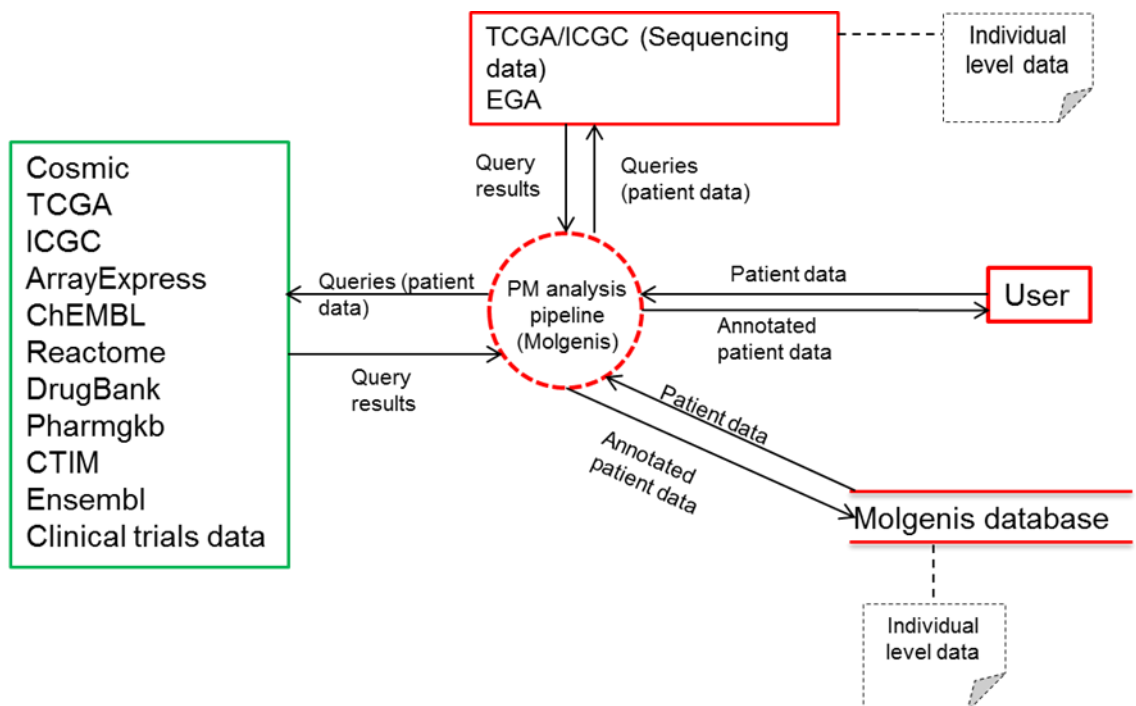 TCGA/ICGC (Sequencing
data)
EGA
Individual
level data
Query
results
Queries
(patient data)
Cosmic
TCGA
ICGC
ArrayExpress
ChEMBL
Reactome
DrugBank
Pharmgkb
CTIM
Ensembl
Clinical trials data
Queries (patient
data)
Query
results
PM analysis
pipeline
(Molgenis)
Patient data
Annotated
patient data
User
Patient data
Annotated
patient data
Molgenis database
Individual
level data